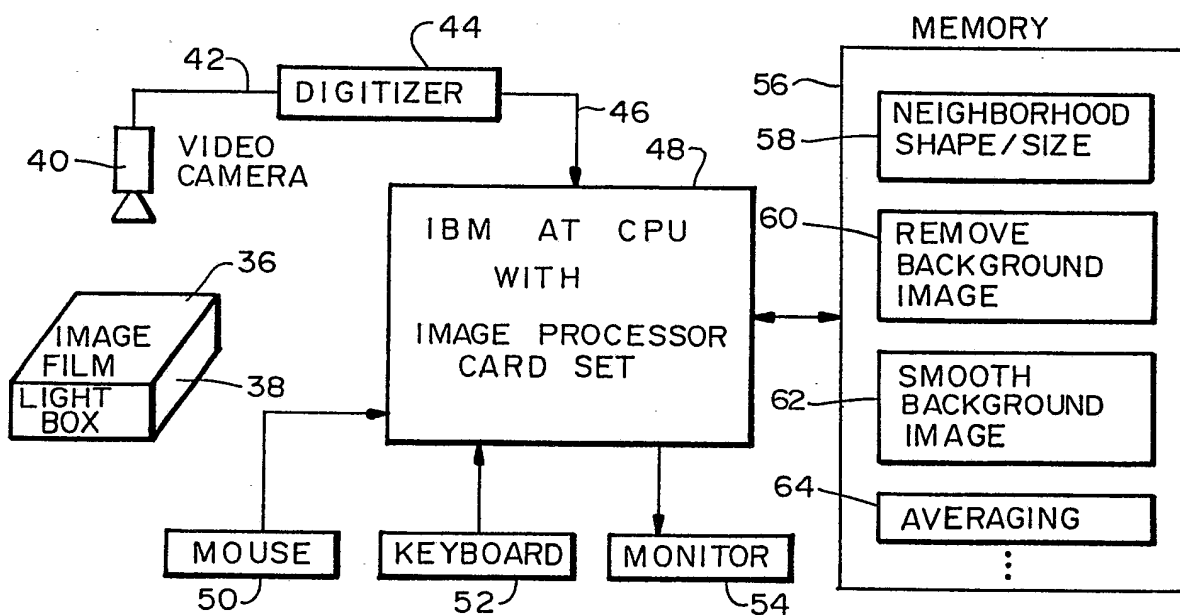 44
MEMORY
42
DIGITIZER
56
46
NEIGHBORHOOD
SHAPE/SIZE
58
40
VIDEO
CAMERA
48
IBM AT CPU
WITH
IMAGE PROCESSOR
CARD SET
60
REMOVE
BACKGROUND
IMAGE
36
IMAGE
FILM
38
LIGHT
BOX
62
SMOOTH
BACKGROUND
IMAGE
64
AVERAGING
MOUSE
KEYBOARD
MONITOR
50
52
54